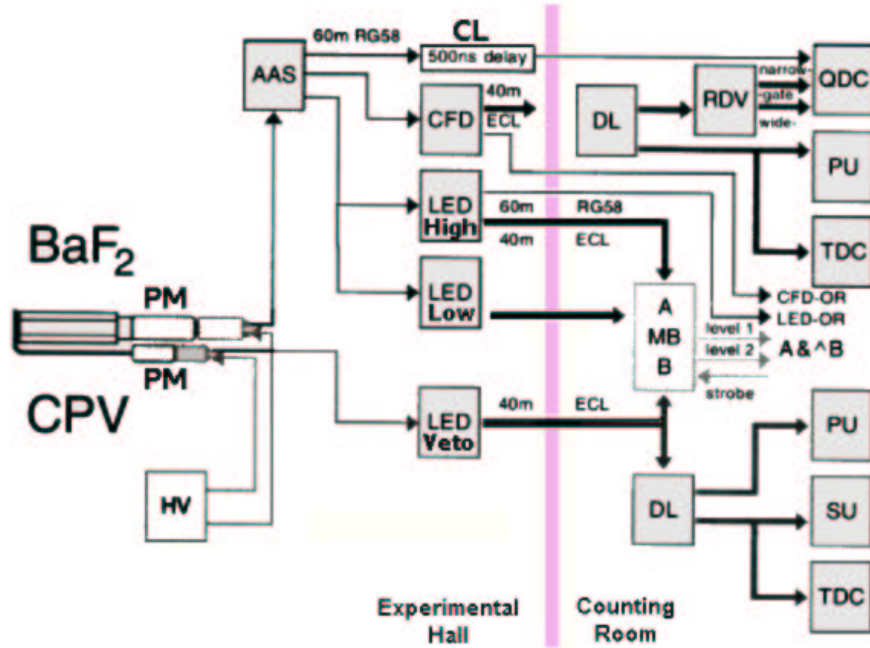 60m RG58
CL
AAS
500ns delay
narrow-
QDC
RDV
-gate
wide-
40m
CFD
ECL
DL
PU
LED
High
60m RG58
40m ECL
TDC
BaF2
PM
LED
Low
A
MB
B
CFD-OR
LED-OR
level 1
level 2
A & ^B
strobe
PM
CPV
LED
Veto
40m ECL
PU
HV
DL
SU
TDC
Experimental
Hall
Counting
Room